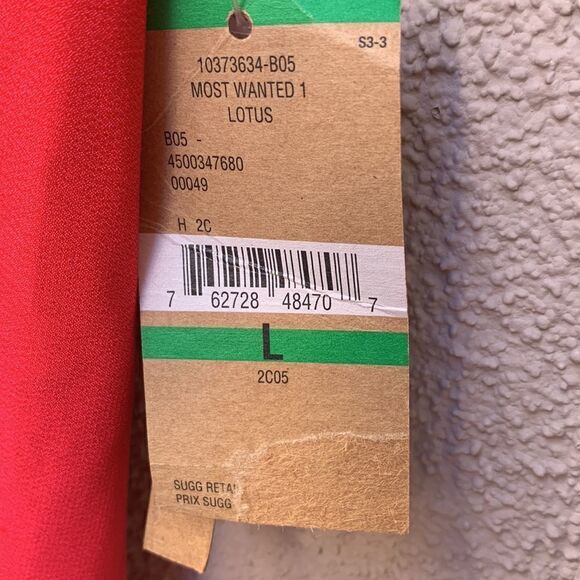 S3-3
10373634-B05
MOST WANTED 1
LOTUS
B05 -
4500347680
00049
H 2C
7 62728 48470 7
L
2C05
SUGG RETAI
PRIX SUGG